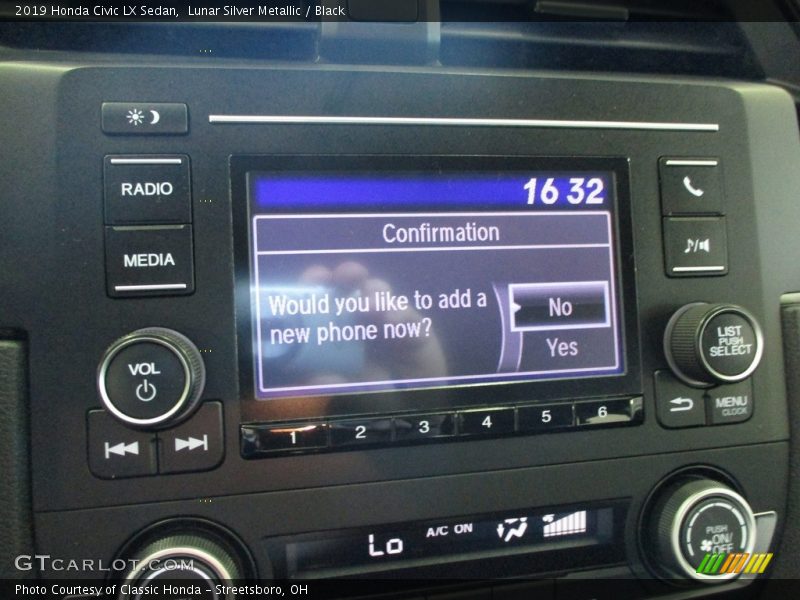 2019 Honda Civic LX Sedan,  Lunar Silver Metallic / Black
RADIO
MEDIA
VOL
16 32
Confirmation
Would you like to add a
new phone now?
No
Yes
LIST
PUSH
SELECT
MENU
CLOCK
1 2 3 4 5 6
Lo
A/C ON
PUSH
ON/
OFF
GTCARLOT.COM
Photo Courtesy of Classic Honda - Streetsboro, OH